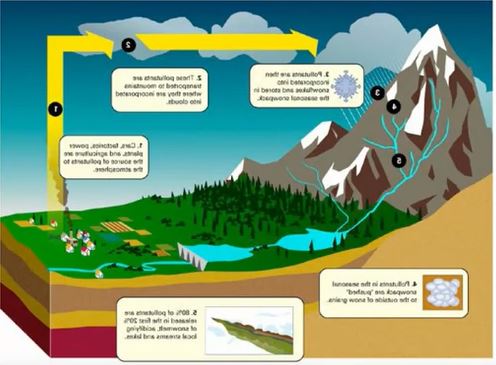 2
2. These pollutants are
transported to mountains
where they are incorporated
into clouds.
3. Pollutants are then
incorporated into
snowflakes and stored in
the seasonal snowpack.
3
4
1
1. Cars, factories, power
plants, and agriculture are
the source of pollutants to
the atmosphere.
5
4. Pollutants in the seasonal
snowpack are "pushed"
to the outside of snow grains.
5. 80% of pollutants are
released in the first 20%
of snowmelt, acidifying
local streams and lakes.